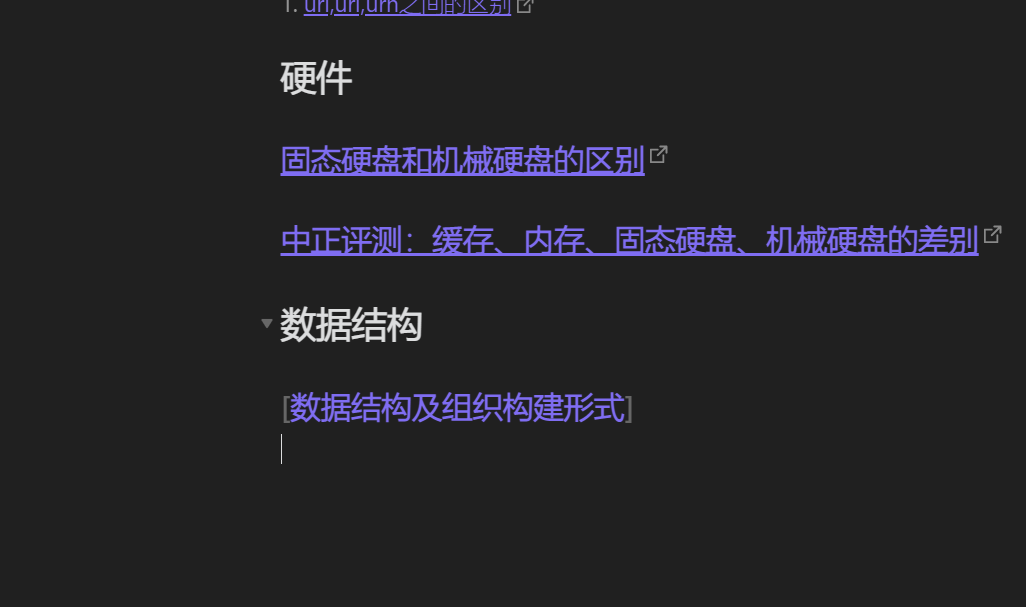 1. url,uri,urn之间的区别
硬件
固态硬盘和机械硬盘的区别
中正评测：缓存、内存、固态硬盘、机械硬盘的差别
数据结构
[数据结构及组织构建形式]